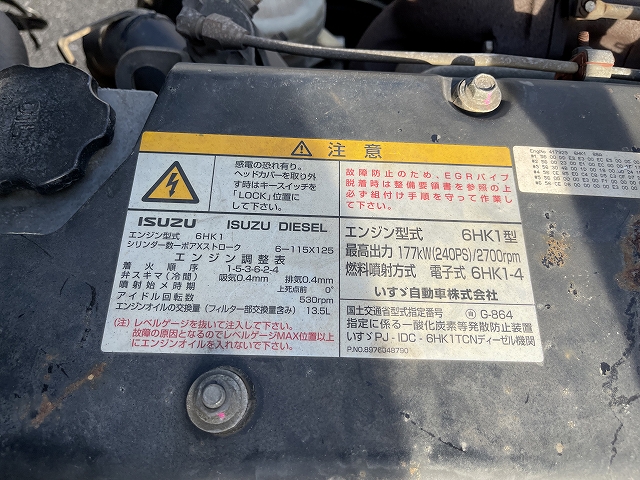 OIL
⚠ 注意
感電の恐れ有り。
ヘッドカバーを取り外
す時はキースイッチを
「LOCK」位置に
して下さい。
故障防止のため、EGRパイプ
脱着時は整備要領書を参照の上
必ず組付け手順を守って作業し
て下さい。
ISUZU ISUZU DIESEL
エンジン型式 6HK1
シリンダ数−ボアXストローク 6−115X125
エンジン調整表
着火順序 1-5-3-6-2-4
弁スキマ(冷間) 吸気0.4mm 排気0.4mm
噴射始め時期 上死点前 0°
アイドル回転数 530rpm
エンジンオイルの交換量(フィルター部交換量含み) 13.5L
(注)レベルゲージを抜いて注入して下さい。
故障の原因となるのでレベルゲージMAX位置以上
にエンジンオイルを入れないで下さい。
エンジン型式 6HK1型
最高出力 177kW(240PS)/2700rpm
燃料噴射方式 電子式 6HK1-4
いすゞ自動車株式会社
国土交通省型式指定番号 G-864
指定に係る一酸化炭素等発散防止装置
いすゞPJ-IDC-6HK1TCNディーゼル機関
P.NO.8976348790